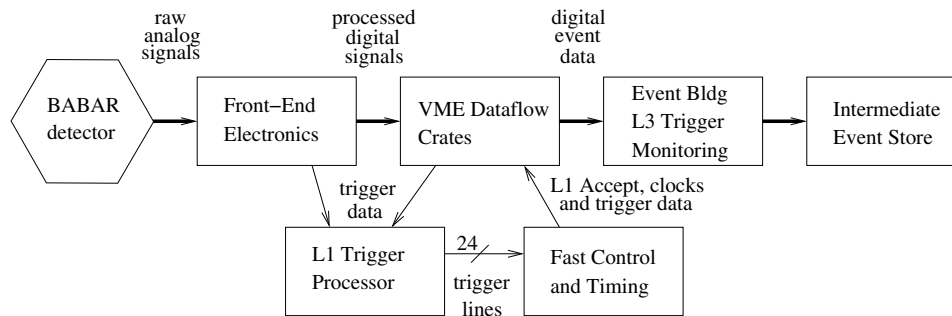 raw
analog
signals
processed
digital
signals
digital
event
data
BABAR
detector
Front-End
Electronics
VME Dataflow
Crates
Event Bldg
L3 Trigger
Monitoring
Intermediate
Event Store
trigger
data
L1 Accept, clocks
and trigger data
L1 Trigger
Processor
24
trigger
lines
Fast Control
and Timing